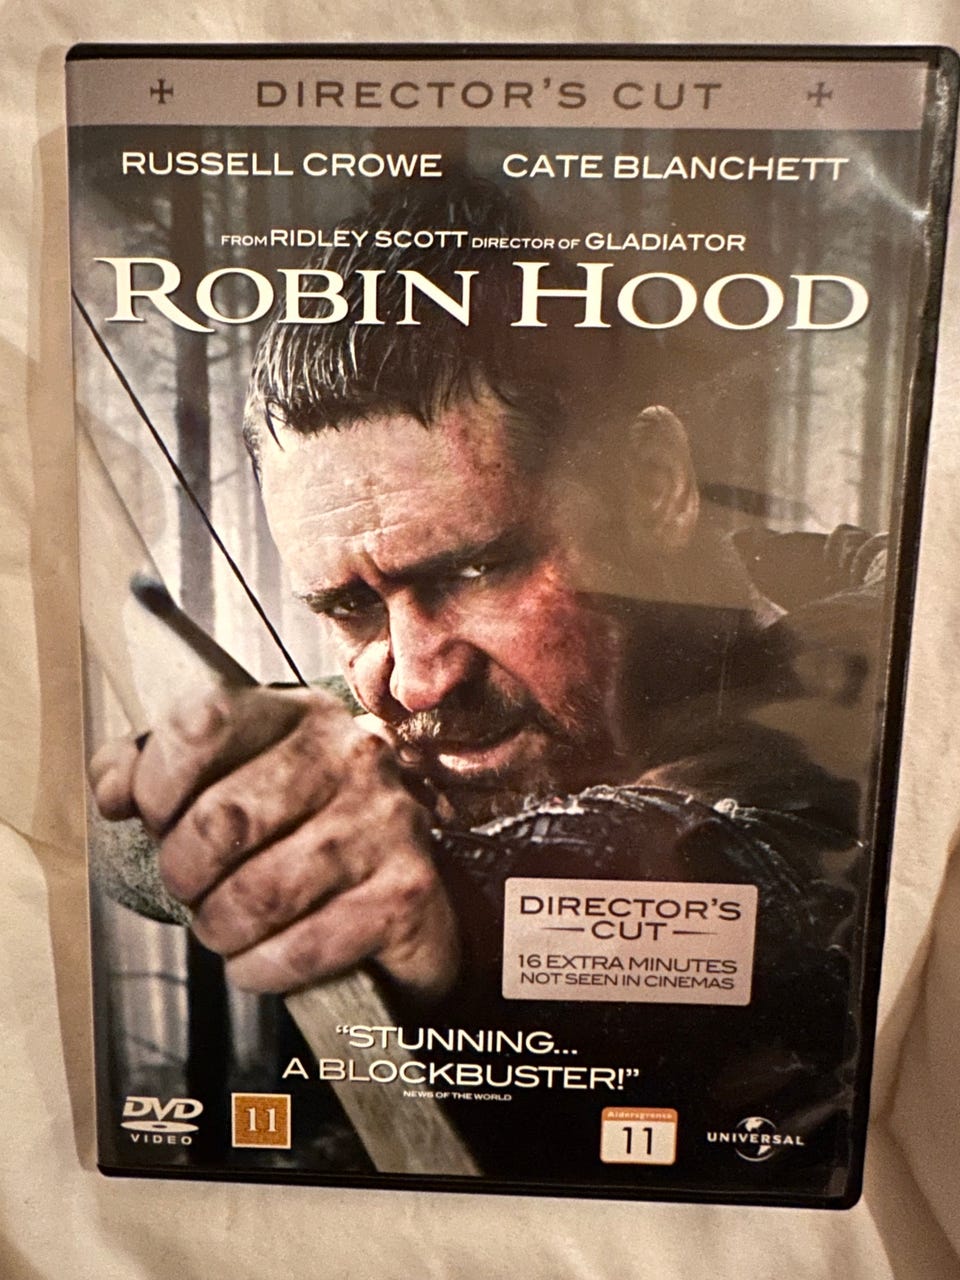 DIRECTOR'S CUT
RUSSELL CROWE CATE BLANCHETT
FROM RIDLEY SCOTT DIRECTOR OF GLADIATOR
ROBIN HOOD
DIRECTOR'S
CUT
16 EXTRA MINUTES
NOT SEEN IN CINEMAS
"STUNNING...
A BLOCKBUSTER!"
NEWS OF THE WORLD
DVD
VIDEO
11
Aldersgrense
11
UNIVERSAL